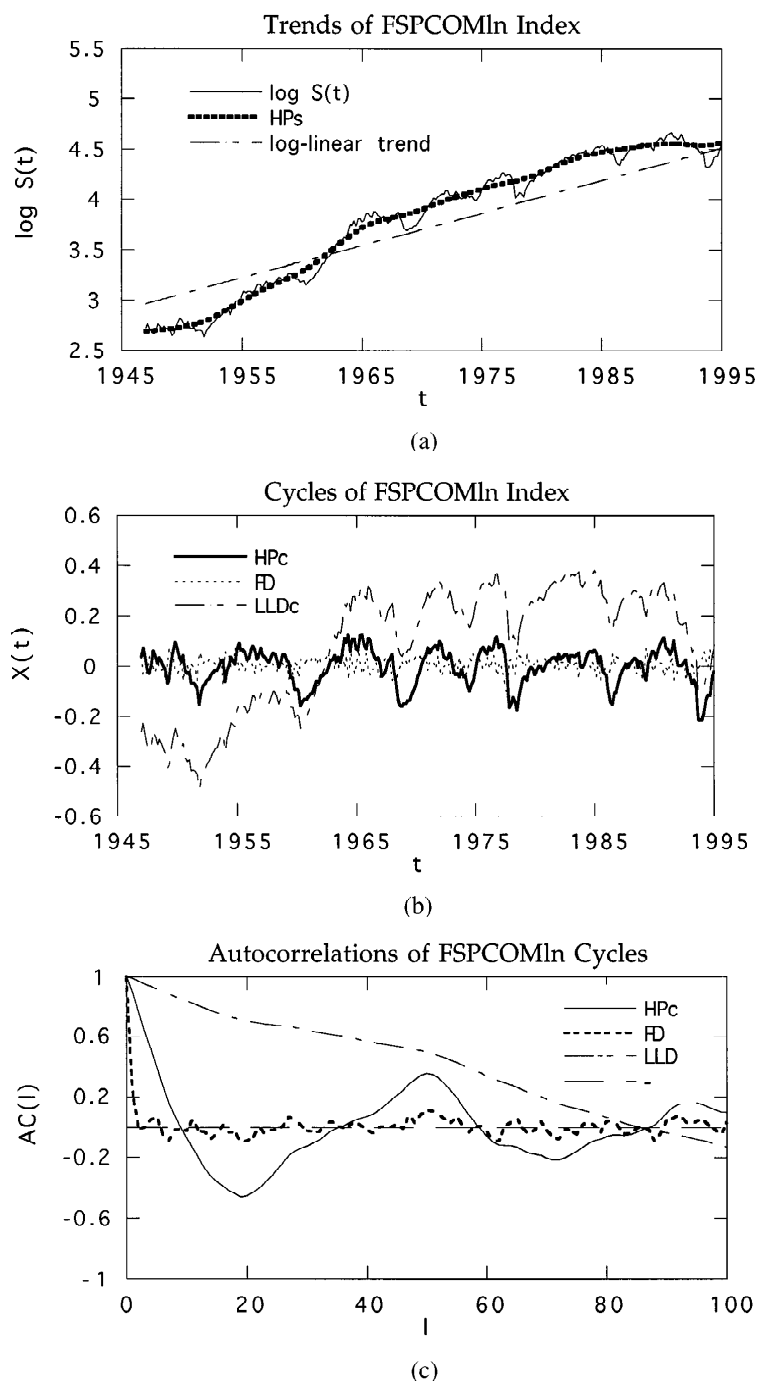 Trends of FSPCOMln Index
5.5
5
4.5
4
3.5
3
2.5
log S(t)
log S(t)
HPs
log-linear trend
1945 1955 1965 1975 1985 1995
t
(a)
Cycles of FSPCOMln Index
0.6
0.4
0.2
0
-0.2
-0.4
-0.6
X(t)
HPc
FD
LLDc
1945 1955 1965 1975 1985 1995
t
(b)
Autocorrelations of FSPCOMln Cycles
1
0.6
0.2
-0.2
-0.6
-1
AC(l)
HPc
FD
LLD
-
0 20 40 60 80 100
l
(c)